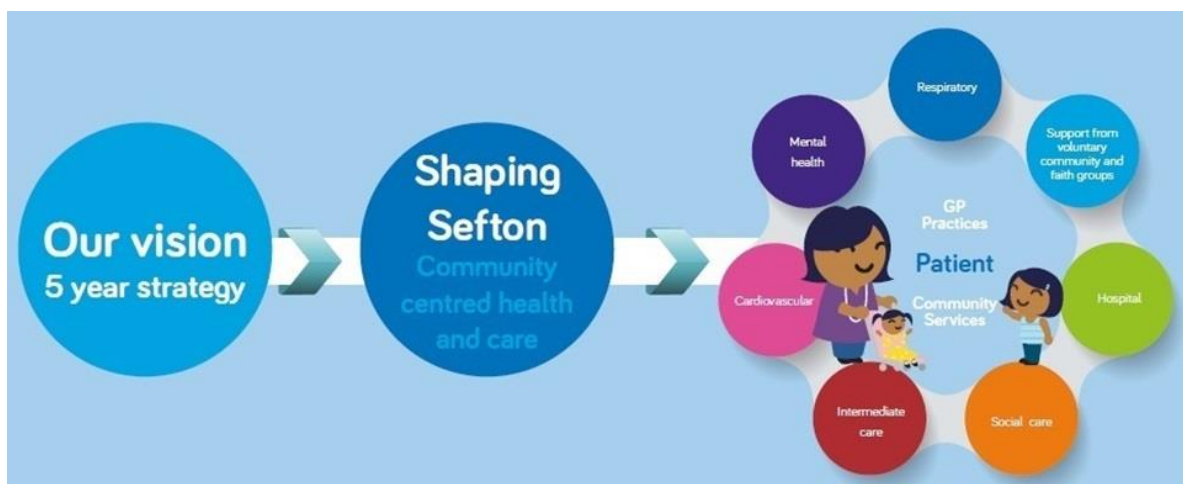 Our vision
5 year strategy
Shaping
Sefton
Community
centred health
and care
Respiratory
Mental
health
Support from
voluntary
community and
faith groups
GP
Practices
Patient
Community
Services
Cardiovascular
Hospital
Intermediate
care
Social care